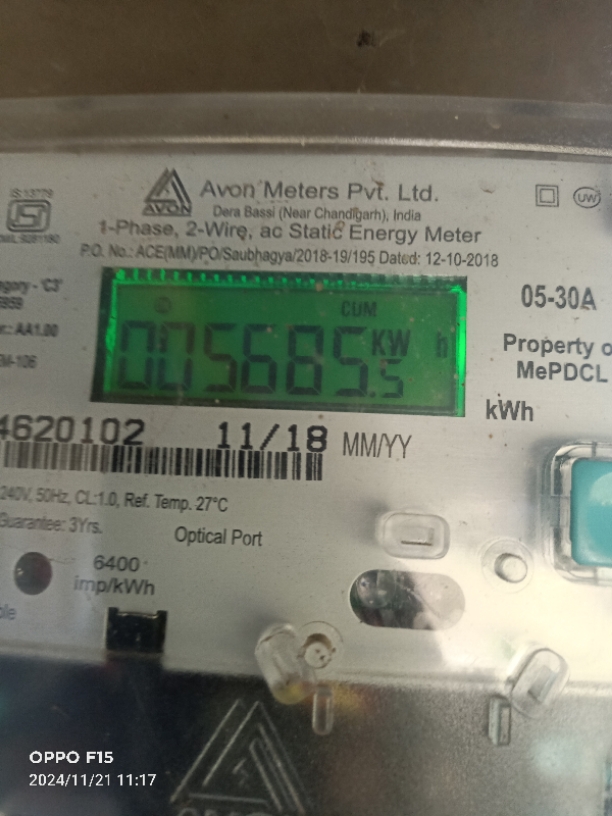 IS 13779
Avon Meters Pvt. Ltd.
AVON
Dera Bassi (Near Chandigarh), India
UW
1-Phase, 2-Wire, ac Static Energy Meter
P.O. No.: ACE(MM)/PO/Saubhagya/2018-19/195 Dated: 12-10-2018
egory - 'C3'
CUM
05-30A
005685.5 KW h
r.: AA1.00
Property o
MePDCL
M-106
kWh
4620102 11/18 MM/YY
240V, 50Hz, CL:1.0, Ref. Temp. 27°C
Guarantee: 3Yrs.
Optical Port
6400
imp/kWh
OPPO F15
2024/11/21 11:17